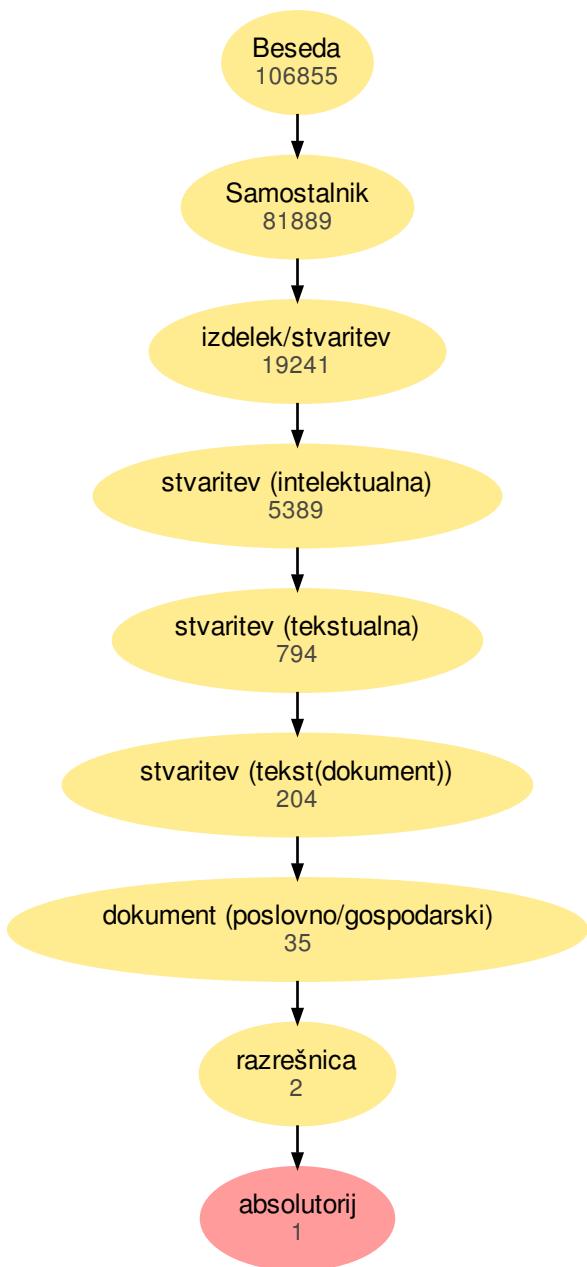 Beseda
106855
Samostalnik
81889
izdelek/stvaritev
19241
stvaritev (intelektualna)
5389
stvaritev (tekstualna)
794
stvaritev (tekst(dokument))
204
dokument (poslovno/gospodarski)
35
razrešnica
2
absolutorij
1